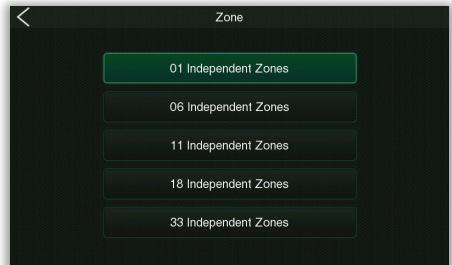 Zone
01 Independent Zones
06 Independent Zones
11 Independent Zones
18 Independent Zones
33 Independent Zones